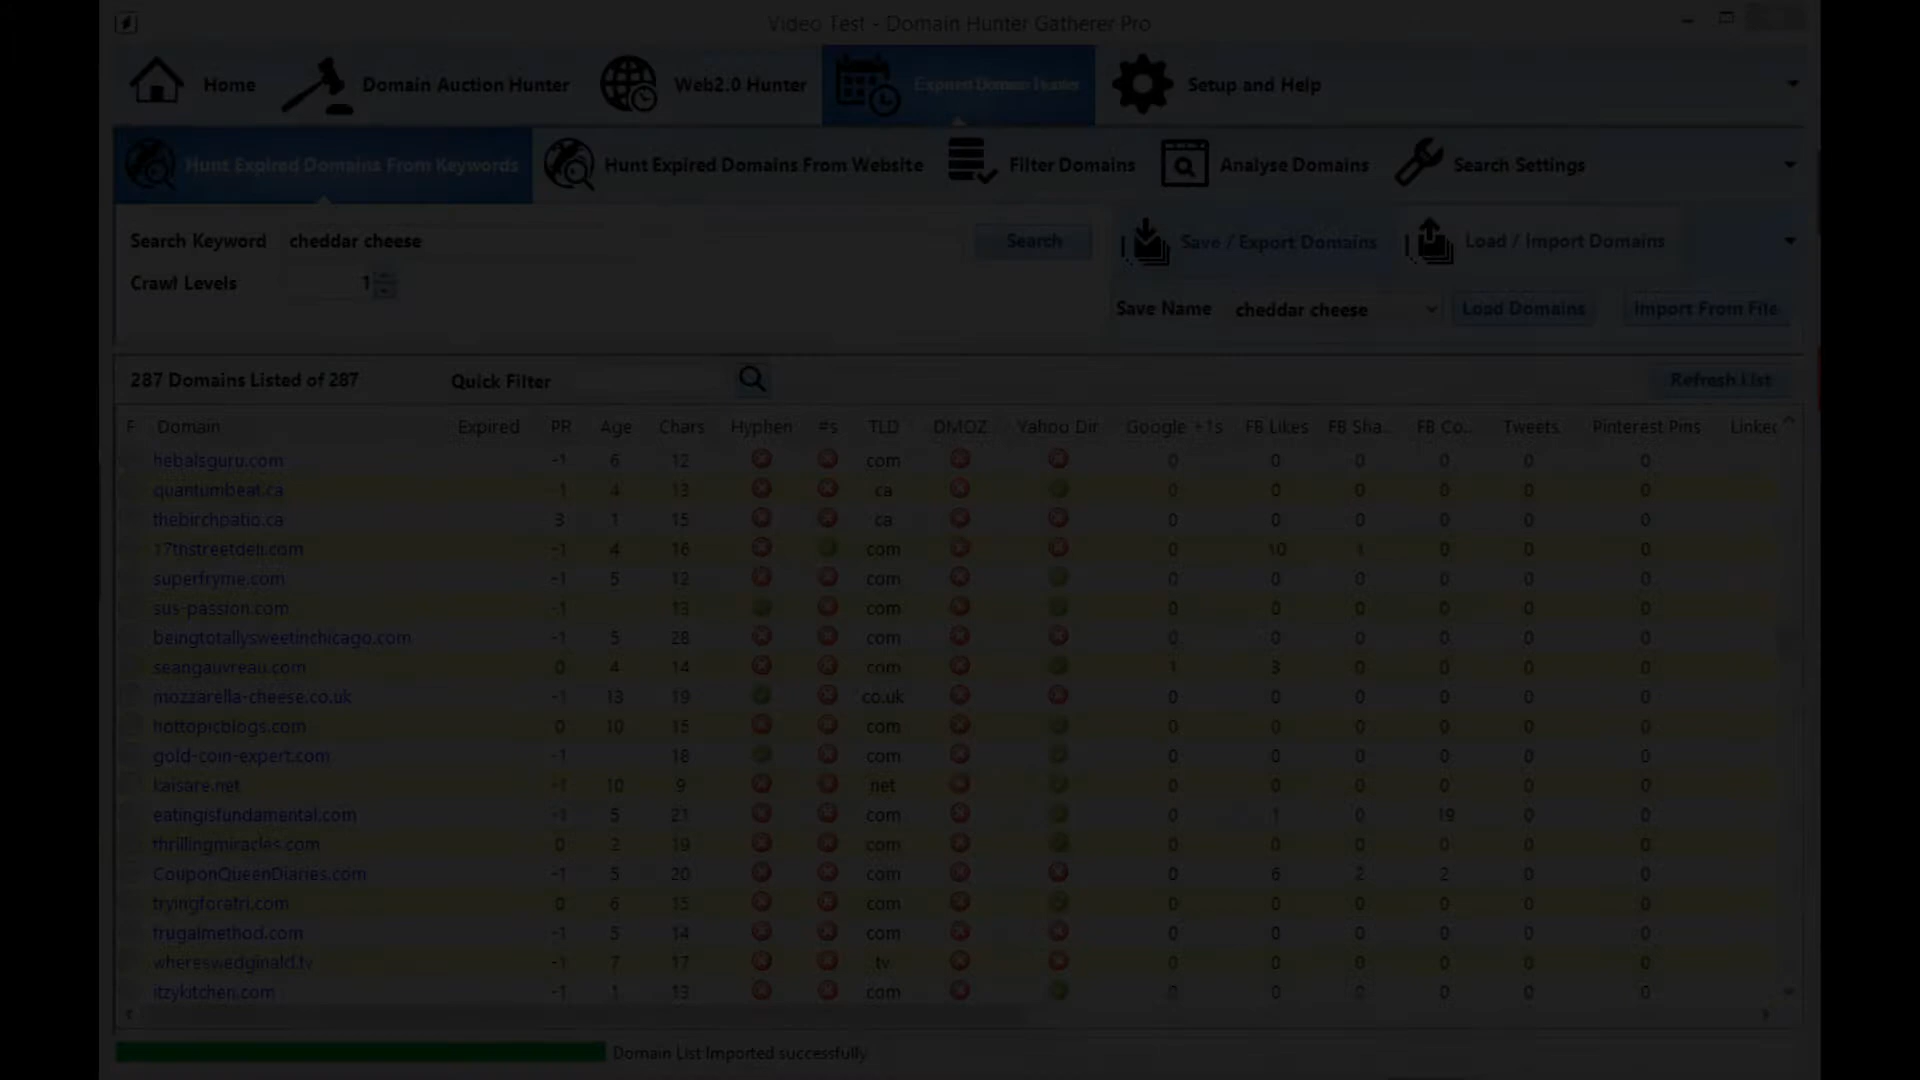 Video Test - Domain Hunter Gatherer Pro
Home Domain Auction Hunter Web2.0 Hunter Expired Domain Hunter Setup and Help
Hunt Expired Domains From Keywords Hunt Expired Domains From Website Filter Domains Analyse Domains Search Settings
Search Keyword cheddar cheese Search Save / Export Domains Load / Import Domains
Crawl Levels 1
Save Name cheddar cheese Load Domains Import From File
287 Domains Listed of 287 Quick Filter Refresh List
F Domain Expired PR Age Chars Hyphen #s TLD DMOZ Yahoo Dir Google +1s FB Likes FB Sha... FB Co... Tweets Pinterest Pins Linkec
hebalsguru.com -1 6 12 com 0 0 0 0 0 0
quantumbeat.ca -1 4 13 ca 0 0 0 0 0 0
thebirchpatio.ca 3 1 15 ca 0 0 0 0 0 0
17thstreetdeli.com -1 4 16 com 0 10 1 0 0 0
superfryme.com -1 5 12 com 0 0 0 0 0 0
sus-passion.com -1 13 com 0 0 0 0 0 0
beingtotallysweetinchicago.com -1 5 28 com 0 0 0 0 0 0
seangauvreau.com 0 4 14 com 1 3 0 0 0 0
mozzarella-cheese.co.uk -1 13 19 co.uk 0 0 0 0 0 0
hottopicblogs.com 0 10 15 com 0 0 0 0 0 0
gold-coin-expert.com -1 18 com 0 0 0 0 0 0
kaisare.net -1 10 9 net 0 0 0 0 0 0
eatingisfundamental.com -1 5 21 com 0 1 0 19 0 0
thrillingmiracles.com 0 2 19 com 0 0 0 0 0 0
CouponQueenDiaries.com -1 5 20 com 0 6 2 2 0 0
tryingforatri.com 0 6 15 com 0 0 0 0 0 0
frugalmethod.com -1 5 14 com 0 0 0 0 0 0
whereswedginald.tv -1 7 17 tv 0 0 0 0 0 0
itzykitchen.com -1 1 13 com 0 0 0 0 0 0
Domain List Imported successfully